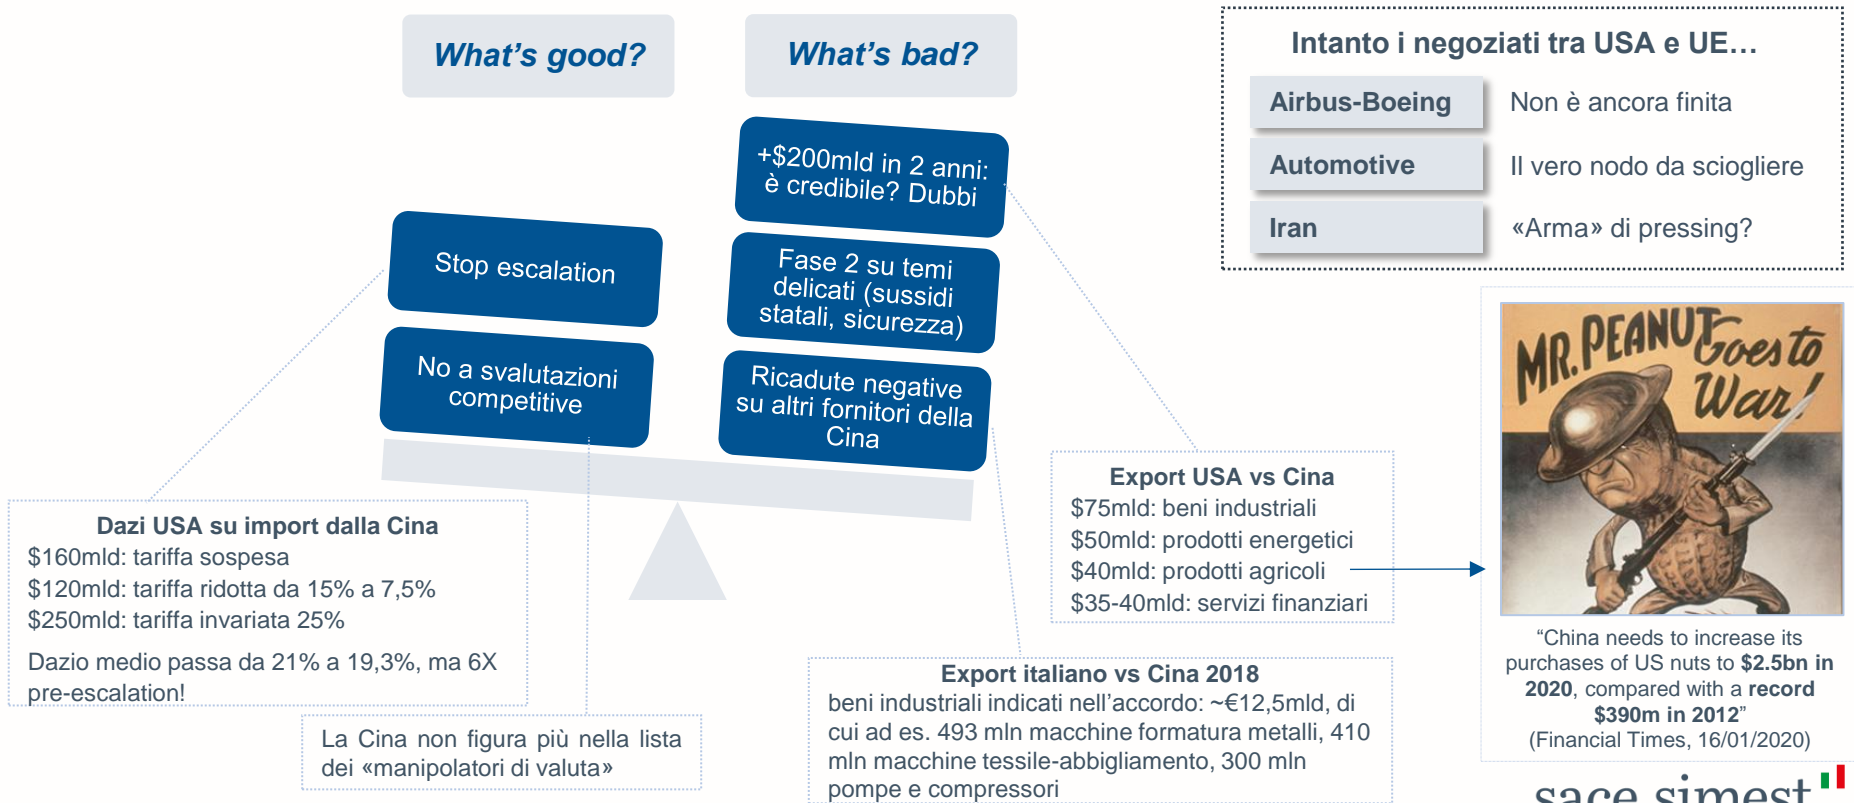 What's good?
What's bad?
Stop escalation
No a svalutazioni
competitive
+$200mld in 2 anni:
è credibile? Dubbi
Fase 2 su temi
delicati (sussidi
statali, sicurezza)
Ricadute negative
su altri fornitori della
Cina
Intanto i negoziati tra USA e UE…
Airbus-Boeing
Non è ancora finita
Automotive
Il vero nodo da sciogliere
Iran
«Arma» di pressing?
Dazi USA su import dalla Cina
$160mld: tariffa sospesa
$120mld: tariffa ridotta da 15% a 7,5%
$250mld: tariffa invariata 25%
Dazio medio passa da 21% a 19,3%, ma 6X
pre-escalation!
La Cina non figura più nella lista
dei «manipolatori di valuta»
Export USA vs Cina
$75mld: beni industriali
$50mld: prodotti energetici
$40mld: prodotti agricoli
$35-40mld: servizi finanziari
Export italiano vs Cina 2018
beni industriali indicati nell'accordo: ~€12,5mld, di
cui ad es. 493 mln macchine formatura metalli, 410
mln macchine tessile-abbigliamento, 300 mln
pompe e compressori
MR. PEANUT Goes to
War!
“China needs to increase its
purchases of US nuts to $2.5bn in
2020, compared with a record
$390m in 2012”
(Financial Times, 16/01/2020)
sace simest